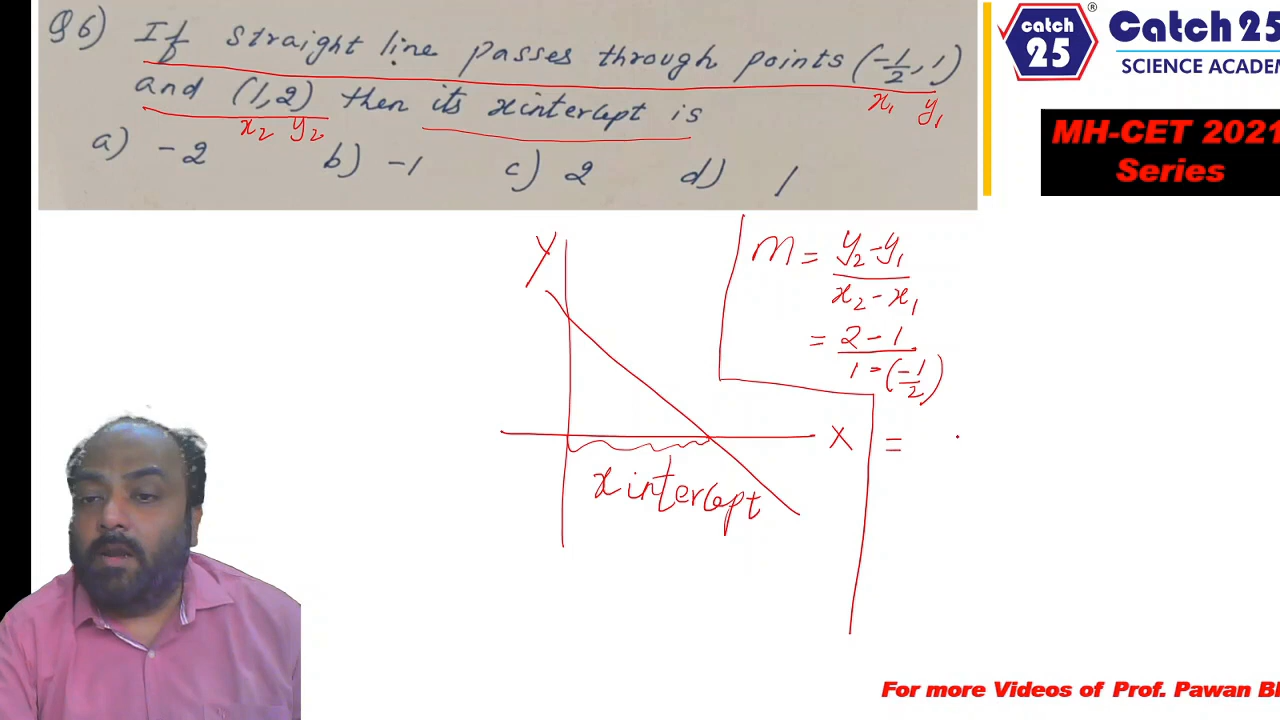 Q 6) If straight line passes through points (-1/2, 1)
and (1, 2) then its x intercept is
x₁ y₁
x₂ y₂
a) -2 b) -1 c) 2 d) 1
catch
25
®
Catch 25
SCIENCE ACADEM
MH-CET 2021
Series
Y
X
x intercept
m = y₂-y₁ / x₂-x₁
= 2-1 / 1-(-1/2)
=
For more Videos of Prof. Pawan Bl